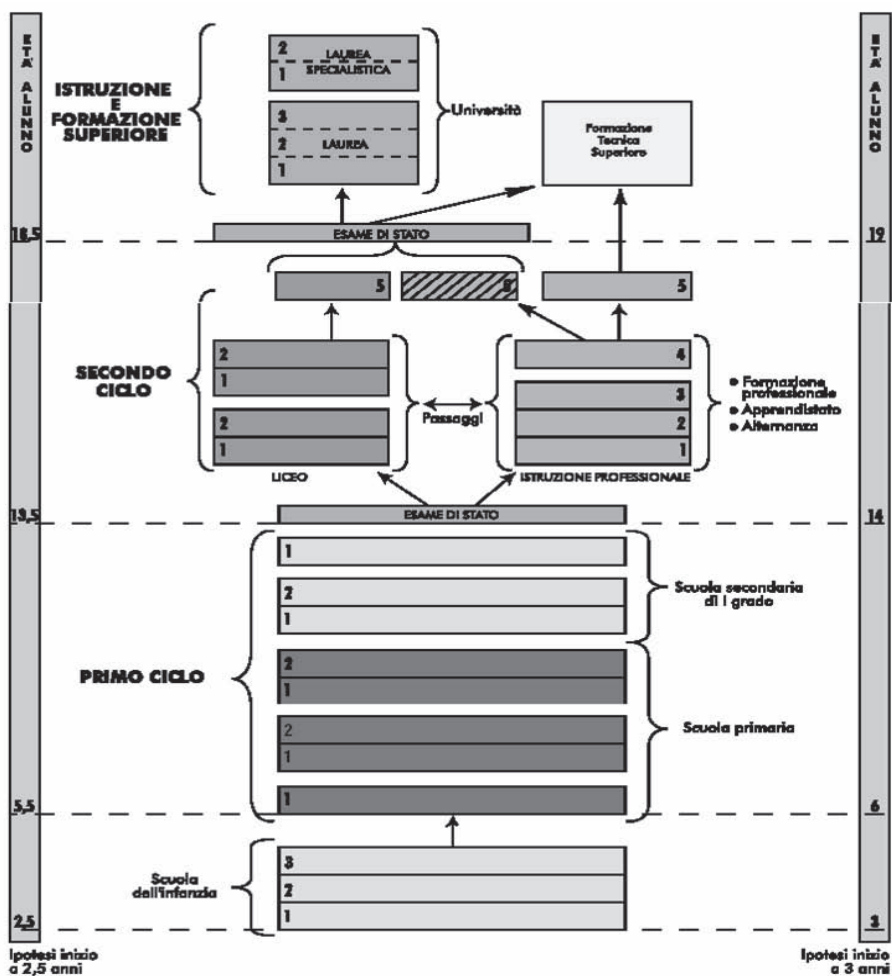 ETÀ ALUNNO
ETÀ ALUNNO
ISTRUZIONE
E
FORMAZIONE
SUPERIORE
2
LAUREA
SPECIALISTICA
1
3
2
LAUREA
1
Università
Formazione
Tecnica
Superiore
ESAME DI STATO
18,5
19
5
5
5
SECONDO
CICLO
2
1
2
1
LICEO
Passaggi
4
3
2
1
ISTRUZIONE PROFESSIONALE
• Formazione
professionale
• Apprendistato
• Alternanza
ESAME DI STATO
13,5
14
PRIMO CICLO
1
2
1
Scuola secondaria
di I grado
2
1
2
1
1
Scuola primaria
5,5
6
Scuola
dell'infanzia
3
2
1
2,5
3
Ipotesi inizio
a 2,5 anni
Ipotesi inizio
a 3 anni